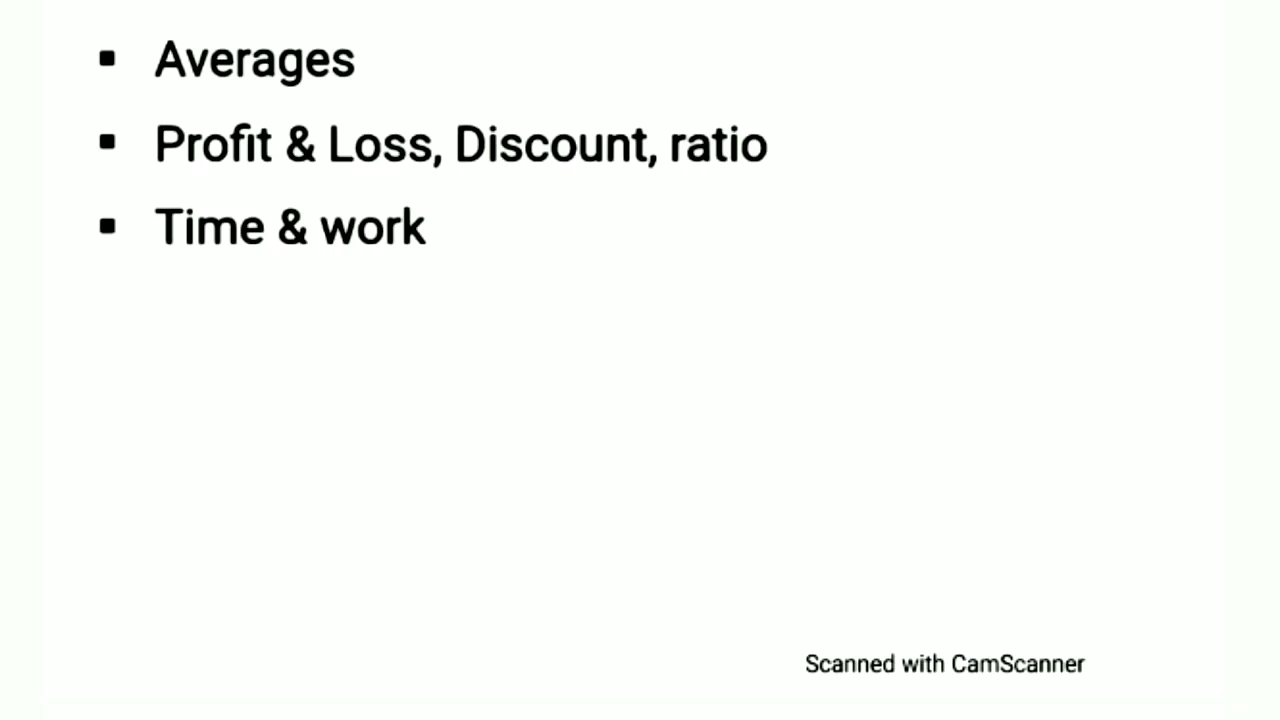 ▪ Averages
▪ Profit & Loss, Discount, ratio
▪ Time & work
Scanned with CamScanner